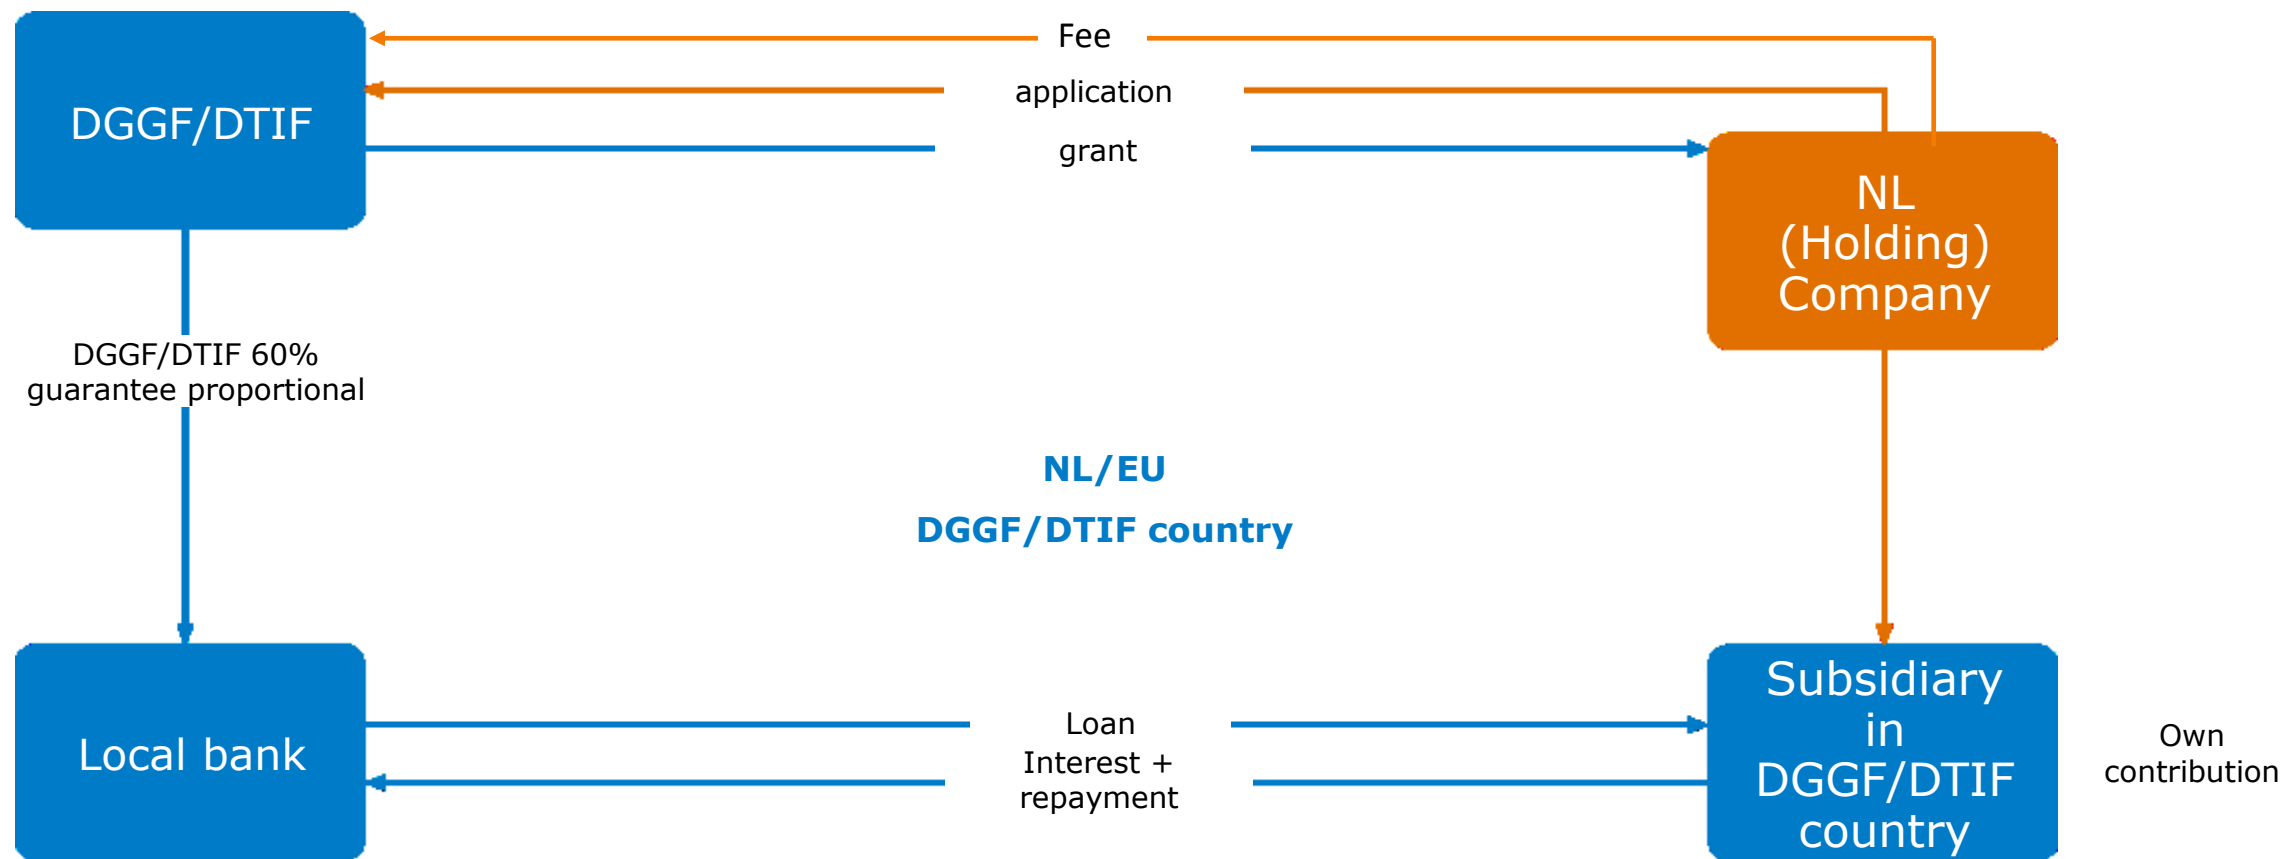 Fee
application
grant
DGGF/DTIF
NL
(Holding)
Company
DGGF/DTIF 60%
guarantee proportional
NL/EU
DGGF/DTIF country
Local bank
Loan
Interest +
repayment
Subsidiary
in
DGGF/DTIF
country
Own
contribution